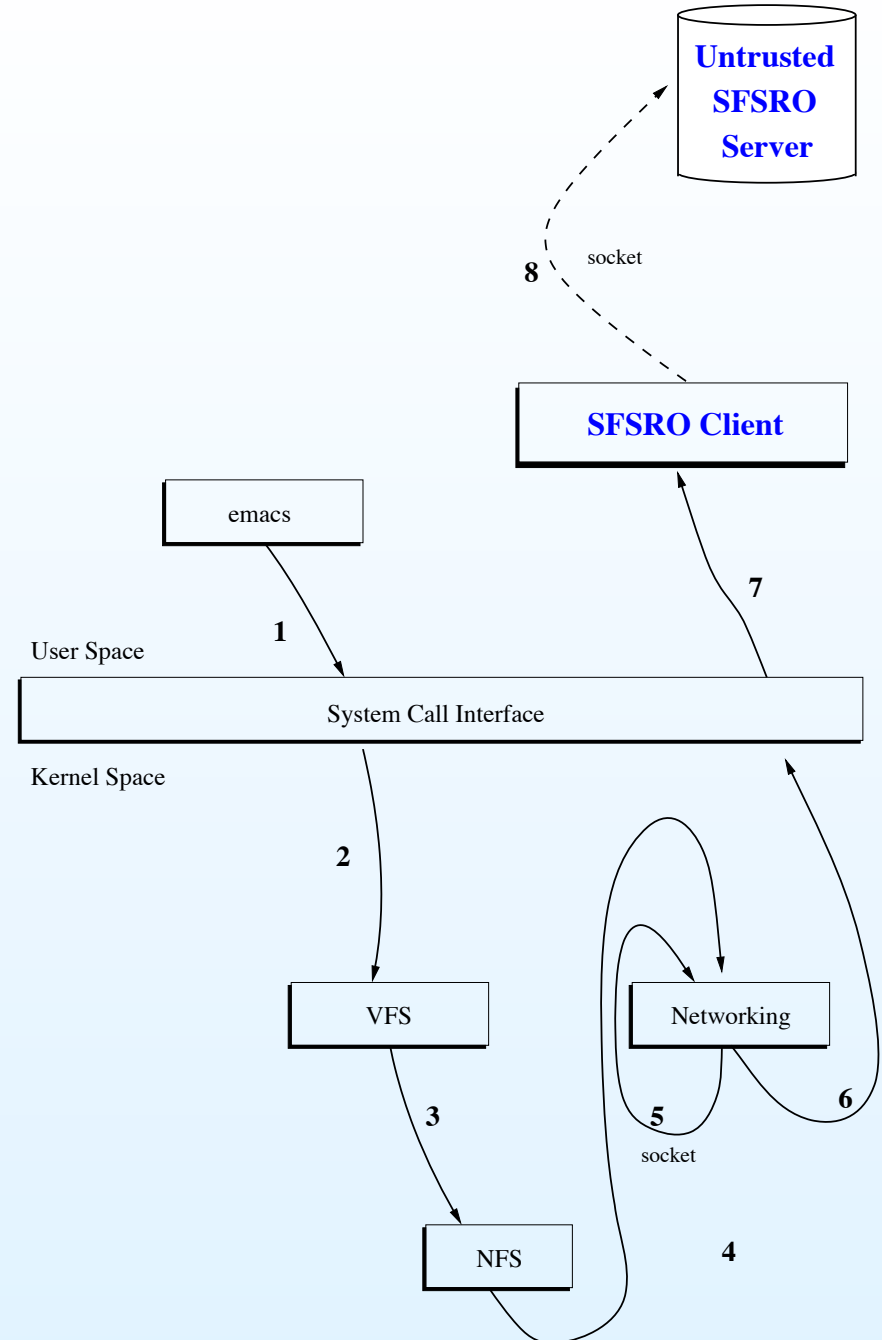 Untrusted
SFSRO
Server
8
socket
SFSRO Client
emacs
7
1
User Space
System Call Interface
Kernel Space
2
VFS
Networking
3
5
6
socket
4
NFS